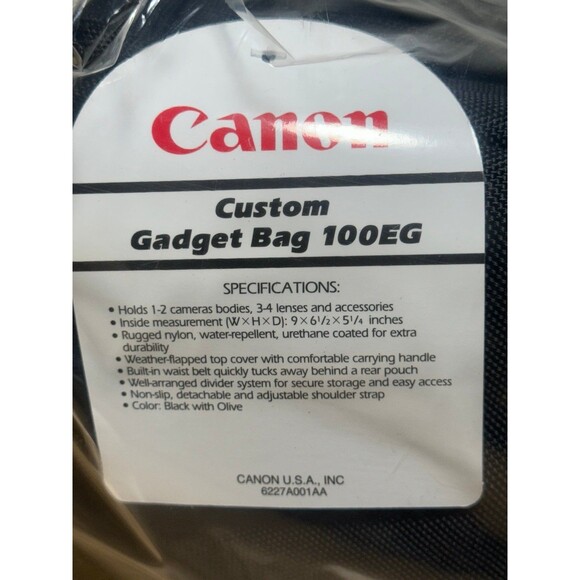 Canon
Custom
Gadget Bag 100EG
SPECIFICATIONS:
• Holds 1-2 cameras bodies, 3-4 lenses and accessories
• Inside measurement (W×H×D): 9×6½×5¼ inches
• Rugged nylon, water-repellent, urethane coated for extra
durability
• Weather-flapped top cover with comfortable carrying handle
• Built-in waist belt quickly tucks away behind a rear pouch
• Well-arranged divider system for secure storage and easy access
• Non-slip, detachable and adjustable shoulder strap
• Color: Black with Olive
CANON U.S.A., INC
6227A001AA